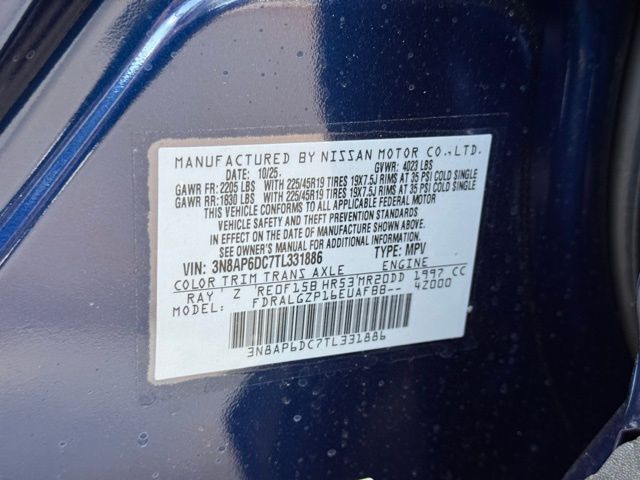 MANUFACTURED BY NISSAN MOTOR CO.,LTD.
DATE: 10/25. GVWR: 4023 LBS
GAWR FR: 2205 LBS WITH 225/45R19 TIRES 19X7.5J RIMS AT 35 PSI COLD SINGLE
GAWR RR: 1830 LBS WITH 225/45R19 TIRES 19X7.5J RIMS AT 35 PSI COLD SINGLE
THIS VEHICLE CONFORMS TO ALL APPLICABLE FEDERAL MOTOR
VEHICLE SAFETY AND THEFT PREVENTION STANDARDS
IN EFFECT ON THE DATE OF MANUFACTURE SHOWN ABOVE.
SEE OWNER'S MANUAL FOR ADDITIONAL INFORMATION.
VIN: 3N8AP6DC7TL331886 TYPE: MPV
COLOR TRIM TRANS AXLE ENGINE
RAY Z RE0F15B HR53 MR20DD 1997 CC
MODEL: FDRALGZP16EUAFBB-- 42000
3N8AP6DC7TL331886